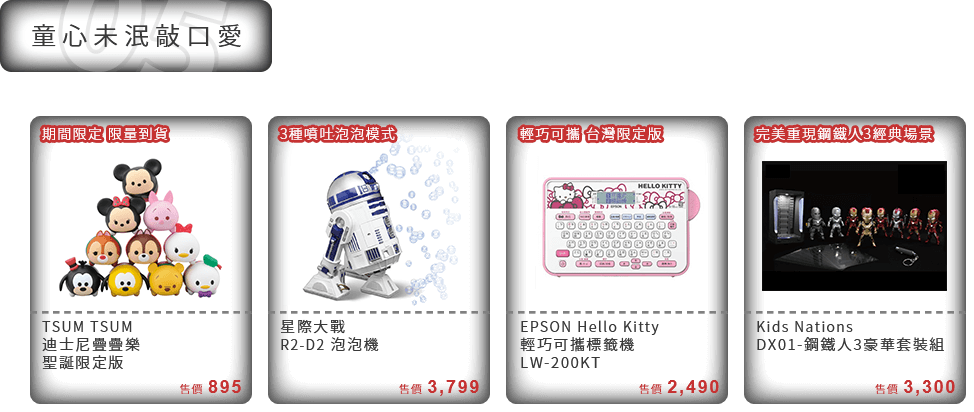 05
童心未泯敲口愛
期間限定 限量到貨
TSUM TSUM
迪士尼疊疊樂
聖誕限定版
售價 895
3種噴吐泡泡模式
星際大戰
R2-D2 泡泡機
售價 3,799
輕巧可攜 台灣限定版
HELLO KITTY
EPSON
EPSON Hello Kitty
輕巧可攜標籤機
LW-200KT
售價 2,490
完美重現鋼鐵人3經典場景
Kids Nations
DX01-鋼鐵人3豪華套裝組
售價 3,300